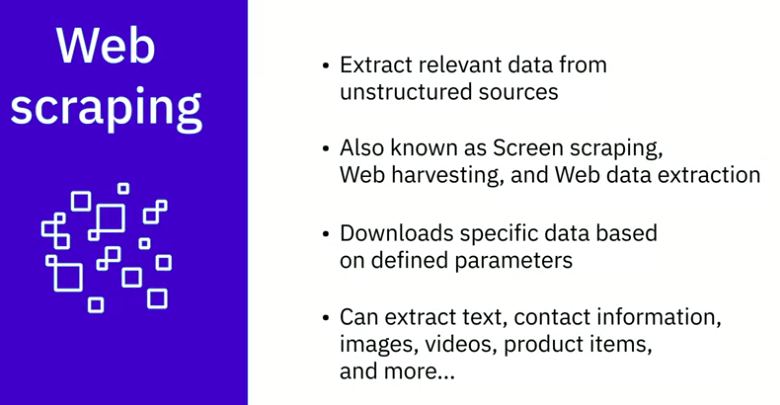 Web
scraping
• Extract relevant data from
unstructured sources
• Also known as Screen scraping,
Web harvesting, and Web data extraction
• Downloads specific data based
on defined parameters
• Can extract text, contact information,
images, videos, product items,
and more...